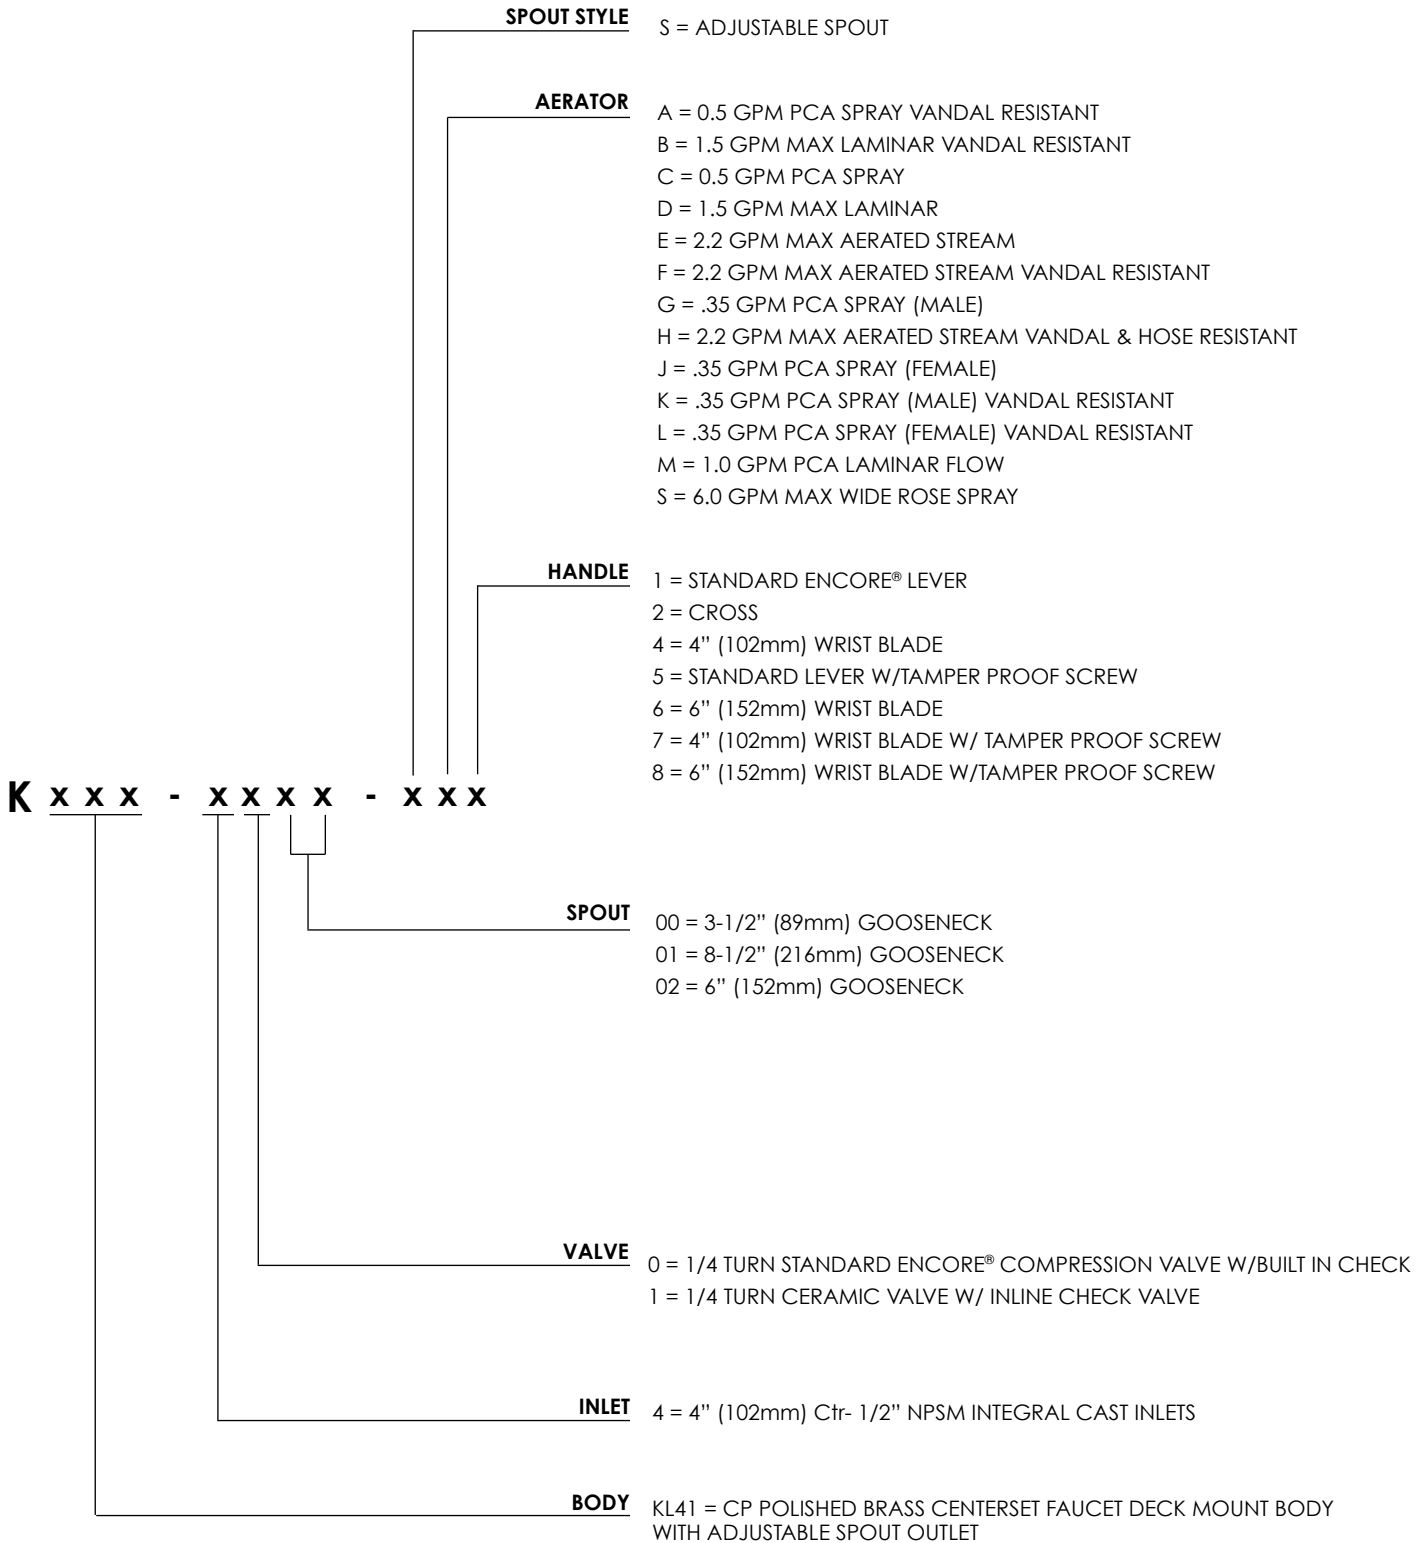 SPOUT STYLE
S = ADJUSTABLE SPOUT
AERATOR
A = 0.5 GPM PCA SPRAY VANDAL RESISTANT
B = 1.5 GPM MAX LAMINAR VANDAL RESISTANT
C = 0.5 GPM PCA SPRAY
D = 1.5 GPM MAX LAMINAR
E = 2.2 GPM MAX AERATED STREAM
F = 2.2 GPM MAX AERATED STREAM VANDAL RESISTANT
G = .35 GPM PCA SPRAY (MALE)
H = 2.2 GPM MAX AERATED STREAM VANDAL & HOSE RESISTANT
J = .35 GPM PCA SPRAY (FEMALE)
K = .35 GPM PCA SPRAY (MALE) VANDAL RESISTANT
L = .35 GPM PCA SPRAY (FEMALE) VANDAL RESISTANT
M = 1.0 GPM PCA LAMINAR FLOW
S = 6.0 GPM MAX WIDE ROSE SPRAY
HANDLE
1 = STANDARD ENCORE® LEVER
2 = CROSS
4 = 4” (102mm) WRIST BLADE
5 = STANDARD LEVER W/TAMPER PROOF SCREW
6 = 6” (152mm) WRIST BLADE
7 = 4” (102mm) WRIST BLADE W/ TAMPER PROOF SCREW
8 = 6” (152mm) WRIST BLADE W/TAMPER PROOF SCREW
K x x x - x x x x - x x x
SPOUT
00 = 3-1/2” (89mm) GOOSENECK
01 = 8-1/2” (216mm) GOOSENECK
02 = 6” (152mm) GOOSENECK
VALVE
0 = 1/4 TURN STANDARD ENCORE® COMPRESSION VALVE W/BUILT IN CHECK
1 = 1/4 TURN CERAMIC VALVE W/ INLINE CHECK VALVE
INLET
4 = 4” (102mm) Ctr- 1/2” NPSM INTEGRAL CAST INLETS
BODY
KL41 = CP POLISHED BRASS CENTERSET FAUCET DECK MOUNT BODY
WITH ADJUSTABLE SPOUT OUTLET